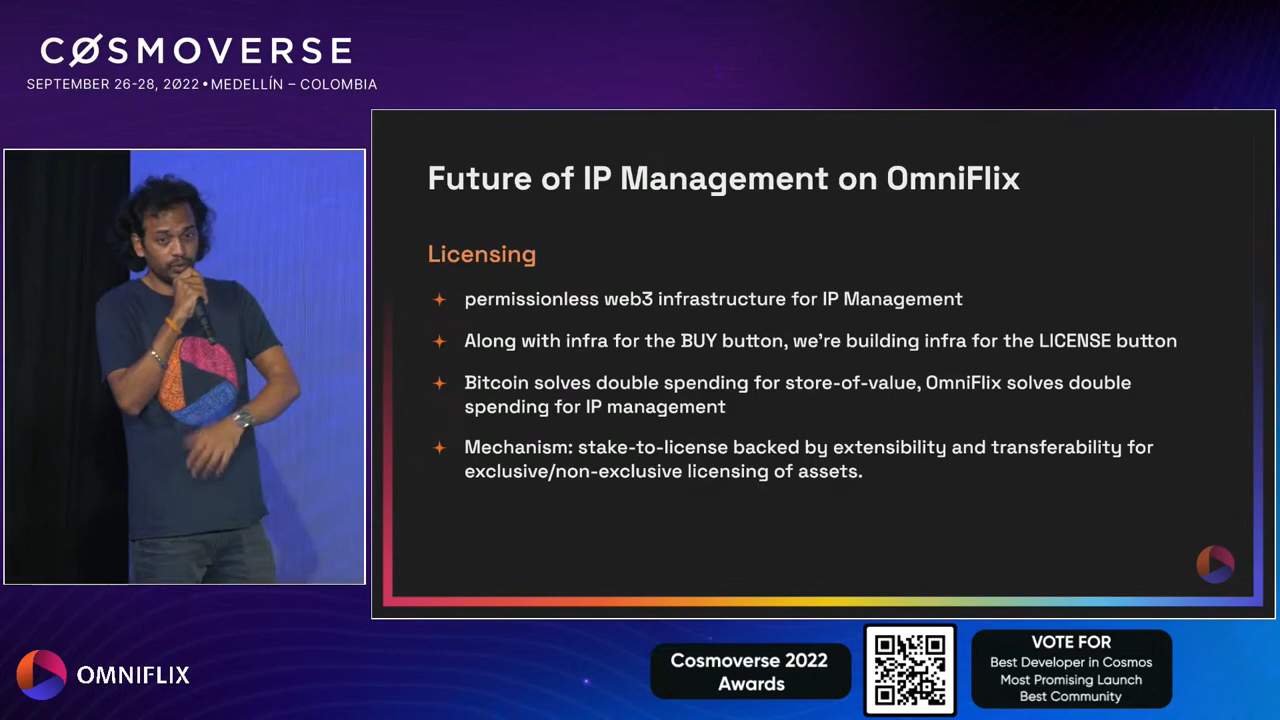 CØSMOVERSE
SEPTEMBER 26-28, 2Ø22 • MEDELLÍN – COLOMBIA
Future of IP Management on OmniFlix
Licensing
permissionless web3 infrastructure for IP Management
Along with infra for the BUY button, we're building infra for the LICENSE button
Bitcoin solves double spending for store-of-value, OmniFlix solves double
spending for IP management
Mechanism: stake-to-license backed by extensibility and transferability for
exclusive/non-exclusive licensing of assets.
OMNIFLIX
Cosmoverse 2022
Awards
VOTE FOR
Best Developer in Cosmos
Most Promising Launch
Best Community